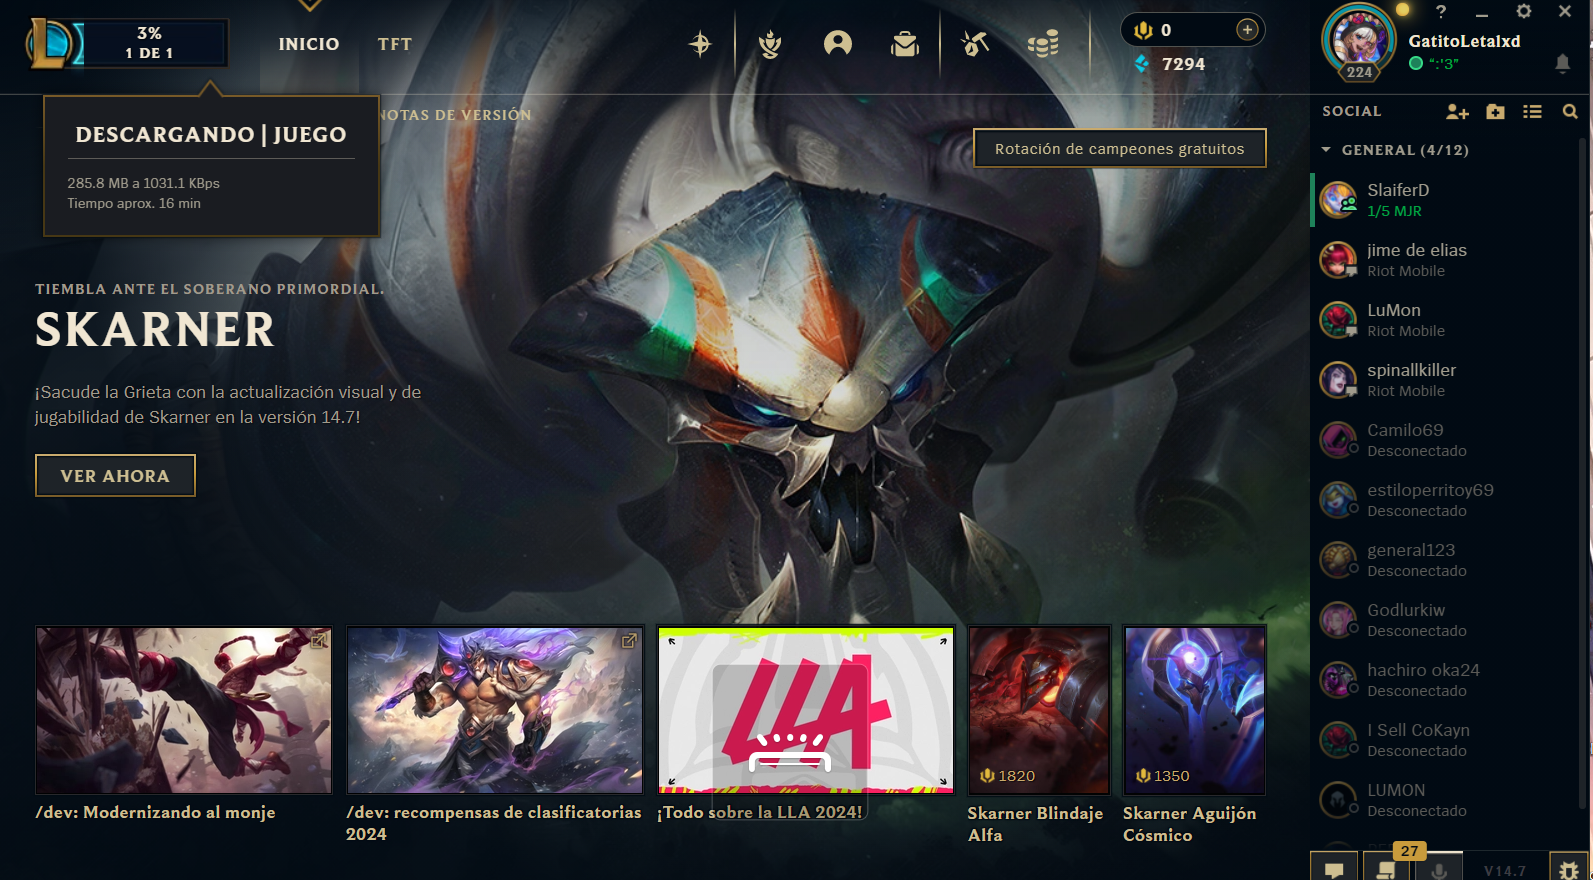 3%
1 DE 1
INICIO
TFT
0
7294
?
224
GatitoLetalxd
“:'3”
DESCARGANDO | JUEGO
285.8 MB a 1031.1 KBps
Tiempo aprox. 16 min
NOTAS DE VERSIÓN
Rotación de campeones gratuitos
TIEMBLA ANTE EL SOBERANO PRIMORDIAL.
SKARNER
¡Sacude la Grieta con la actualización visual y de
jugabilidad de Skarner en la versión 14.7!
VER AHORA
LLA
1820
1350
/dev: Modernizando al monje
/dev: recompensas de clasificatorias
2024
¡Todo sobre la LLA 2024!
Skarner Blindaje
Alfa
Skarner Aguijón
Cósmico
SOCIAL
GENERAL (4/12)
SlaiferD
1/5 MJR
jime de elias
Riot Mobile
LuMon
Riot Mobile
spinallkiller
Riot Mobile
Camilo69
Desconectado
estiloperritoy69
Desconectado
general123
Desconectado
Godlurkiw
Desconectado
hachiro oka24
Desconectado
I Sell CoKayn
Desconectado
LUMON
Desconectado
27
V14.7